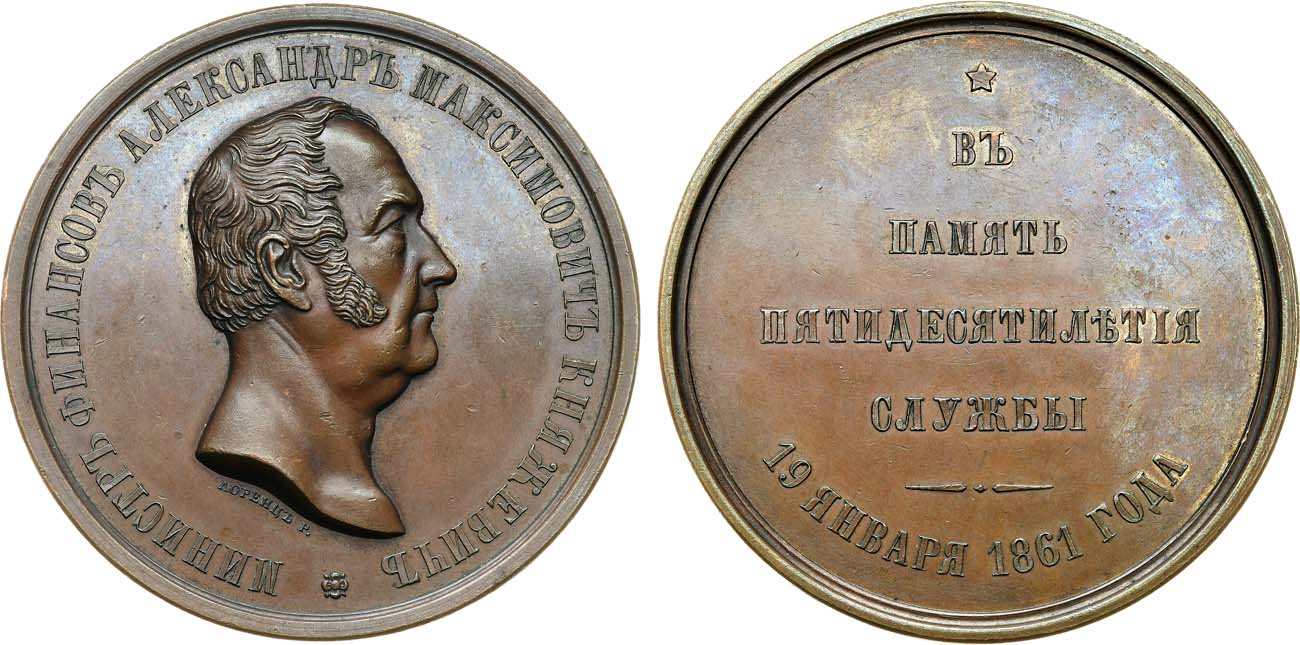 МИНИСТРЪ ФИНАНСОВЪ АЛЕКСАНДРЪ МАКСИМОВИЧЪ КНЯЖЕВИЧЪ
ЛОРЕНЦЪ Р.
ВЪ
ПАМЯТЬ
ПЯТИДЕСЯТИЛѢТІЯ
СЛУЖБЫ
19 ЯНВАРЯ 1861 ГОДА